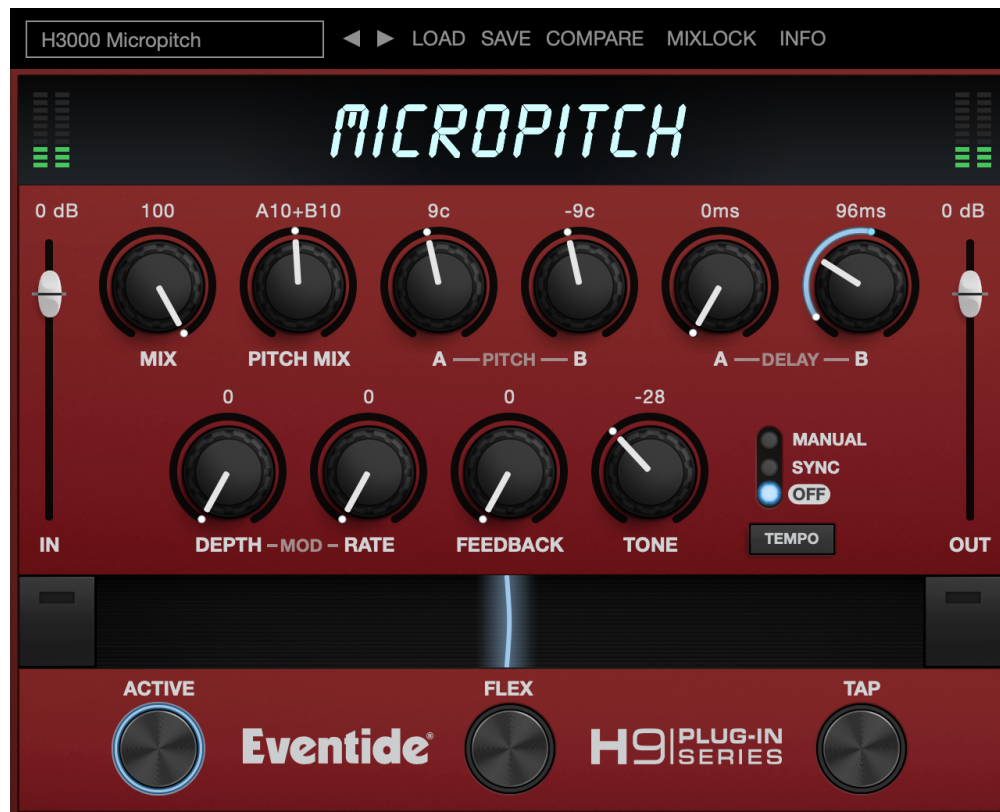 H3000 Micropitch LOAD SAVE COMPARE MIXLOCK INFO
MICROPITCH
0 dB 100 A10+B10 9c -9c 0ms 96ms 0 dB
MIX PITCH MIX A PITCH B A DELAY B
0 0 0 -28
MANUAL
SYNC
OFF
TEMPO
IN DEPTH MOD RATE FEEDBACK TONE OUT
ACTIVE FLEX TAP
Eventide® H9 PLUG-IN
SERIES